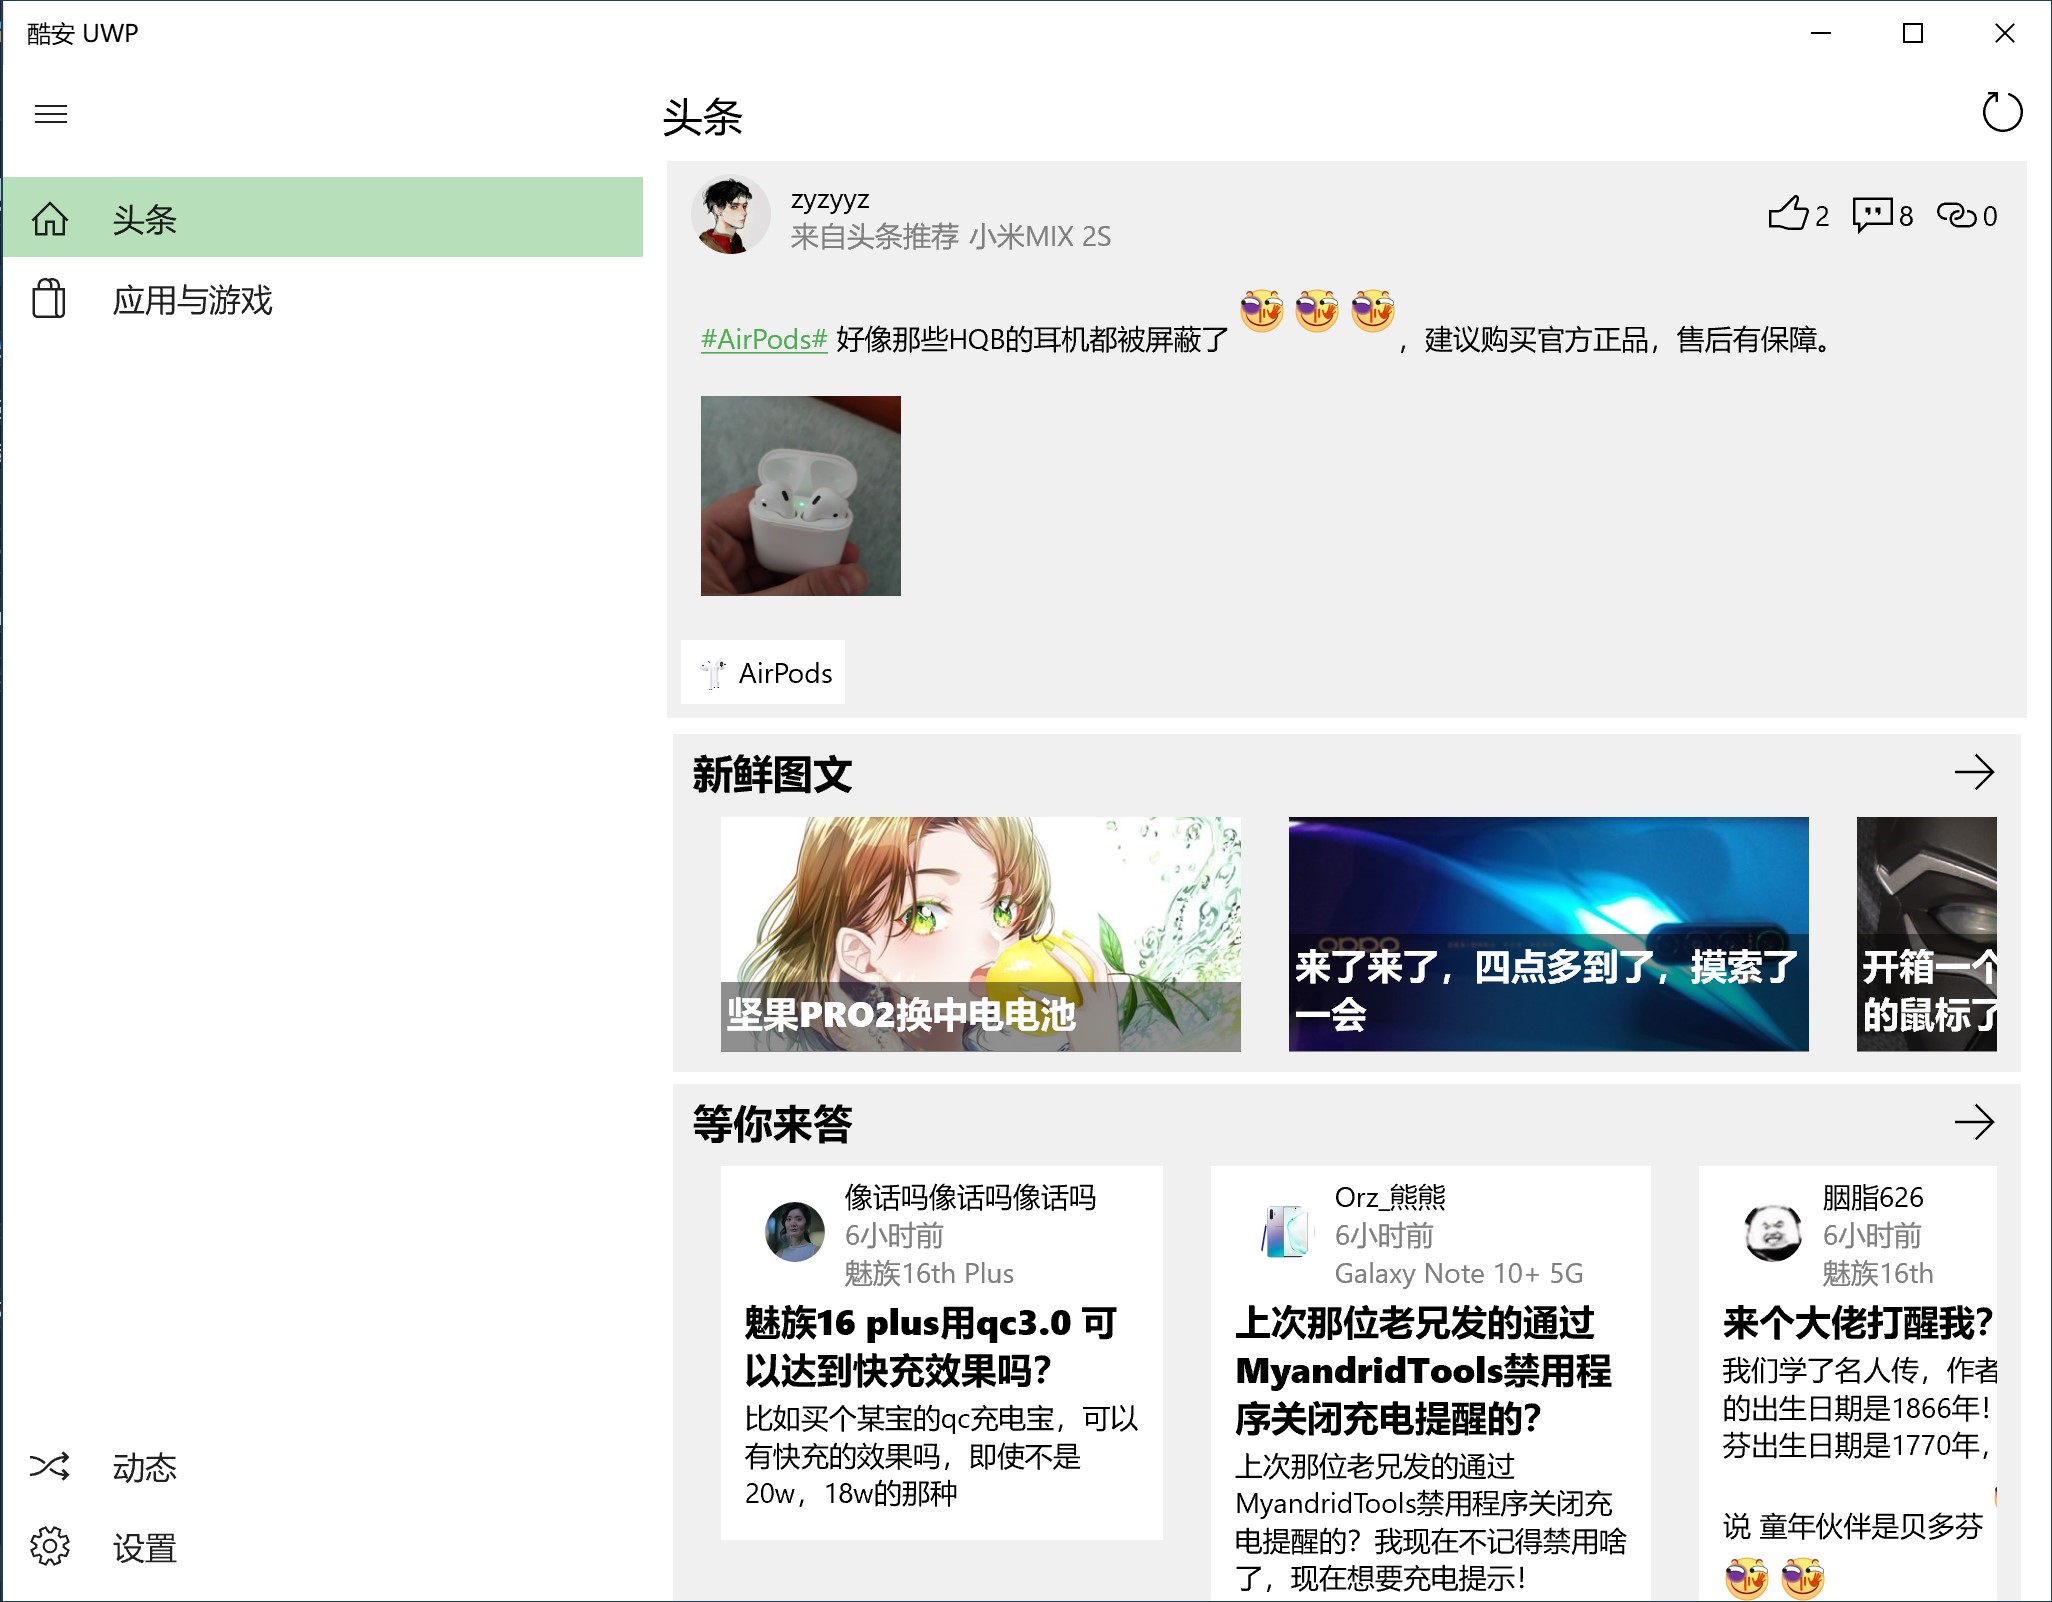 酷安 UWP
头条
应用与游戏
动态
设置
头条
zyzyyz
来自头条推荐 小米MIX 2S
2 8 0
#AirPods# 好像那些HQB的耳机都被屏蔽了，建议购买官方正品，售后有保障。
AirPods
新鲜图文
坚果PRO2换中电电池
oppo
来了来了，四点多到了，摸索了
一会
开箱一个
的鼠标了
等你来答
像话吗像话吗像话吗
6小时前
魅族16th Plus
魅族16 plus用qc3.0 可
以达到快充效果吗？
比如买个某宝的qc充电宝，可以
有快充的效果吗，即使不是
20w，18w的那种
Orz_熊熊
6小时前
Galaxy Note 10+ 5G
上次那位老兄发的通过
MyandridTools禁用程
序关闭充电提醒的？
上次那位老兄发的通过
MyandridTools禁用程序关闭充
电提醒的？我现在不记得禁用啥
了，现在想要充电提示！
胭脂626
6小时前
魅族16th
来个大佬打醒我？
我们学了名人传，作者
的出生日期是1866年！
芬出生日期是1770年，
说 童年伙伴是贝多芬